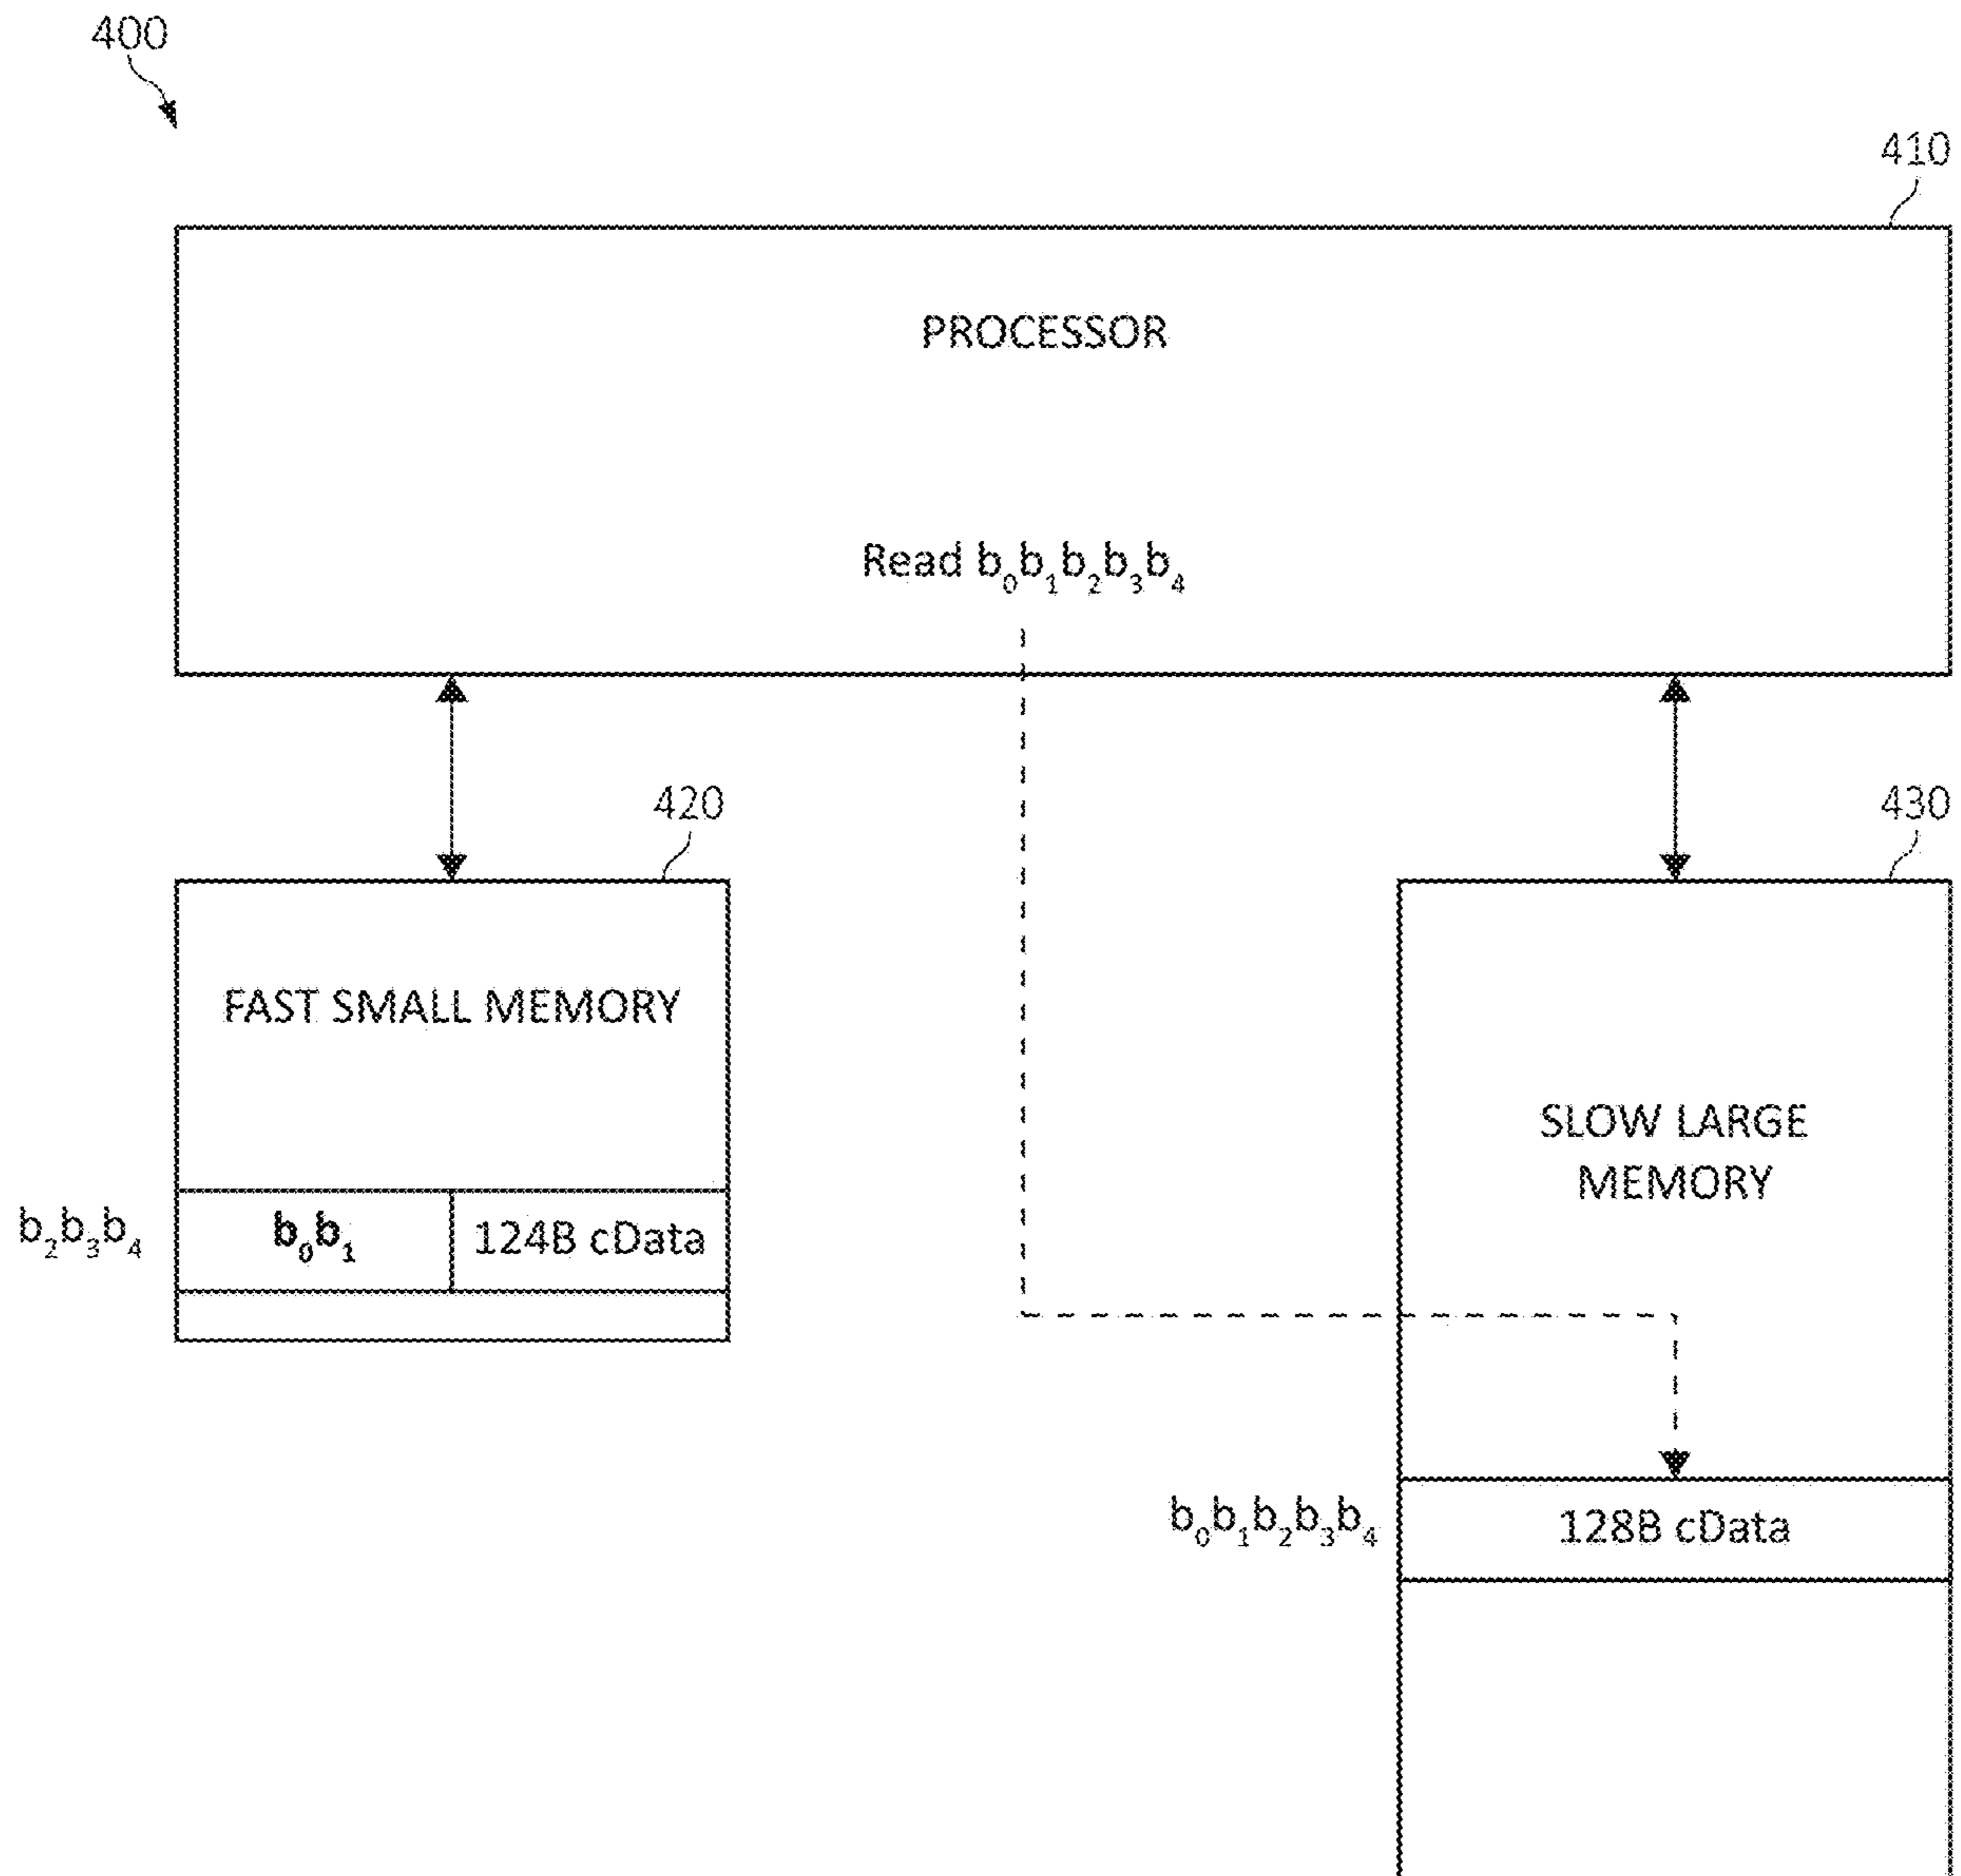 400
410
PROCESSOR
Read b₀b₁b₂b₃b₄
420
430
FAST SMALL MEMORY
SLOW LARGE
MEMORY
b₂b₃b₄ b₀b₁ 124B cData
b₀b₁b₂b₃b₄ 128B cData